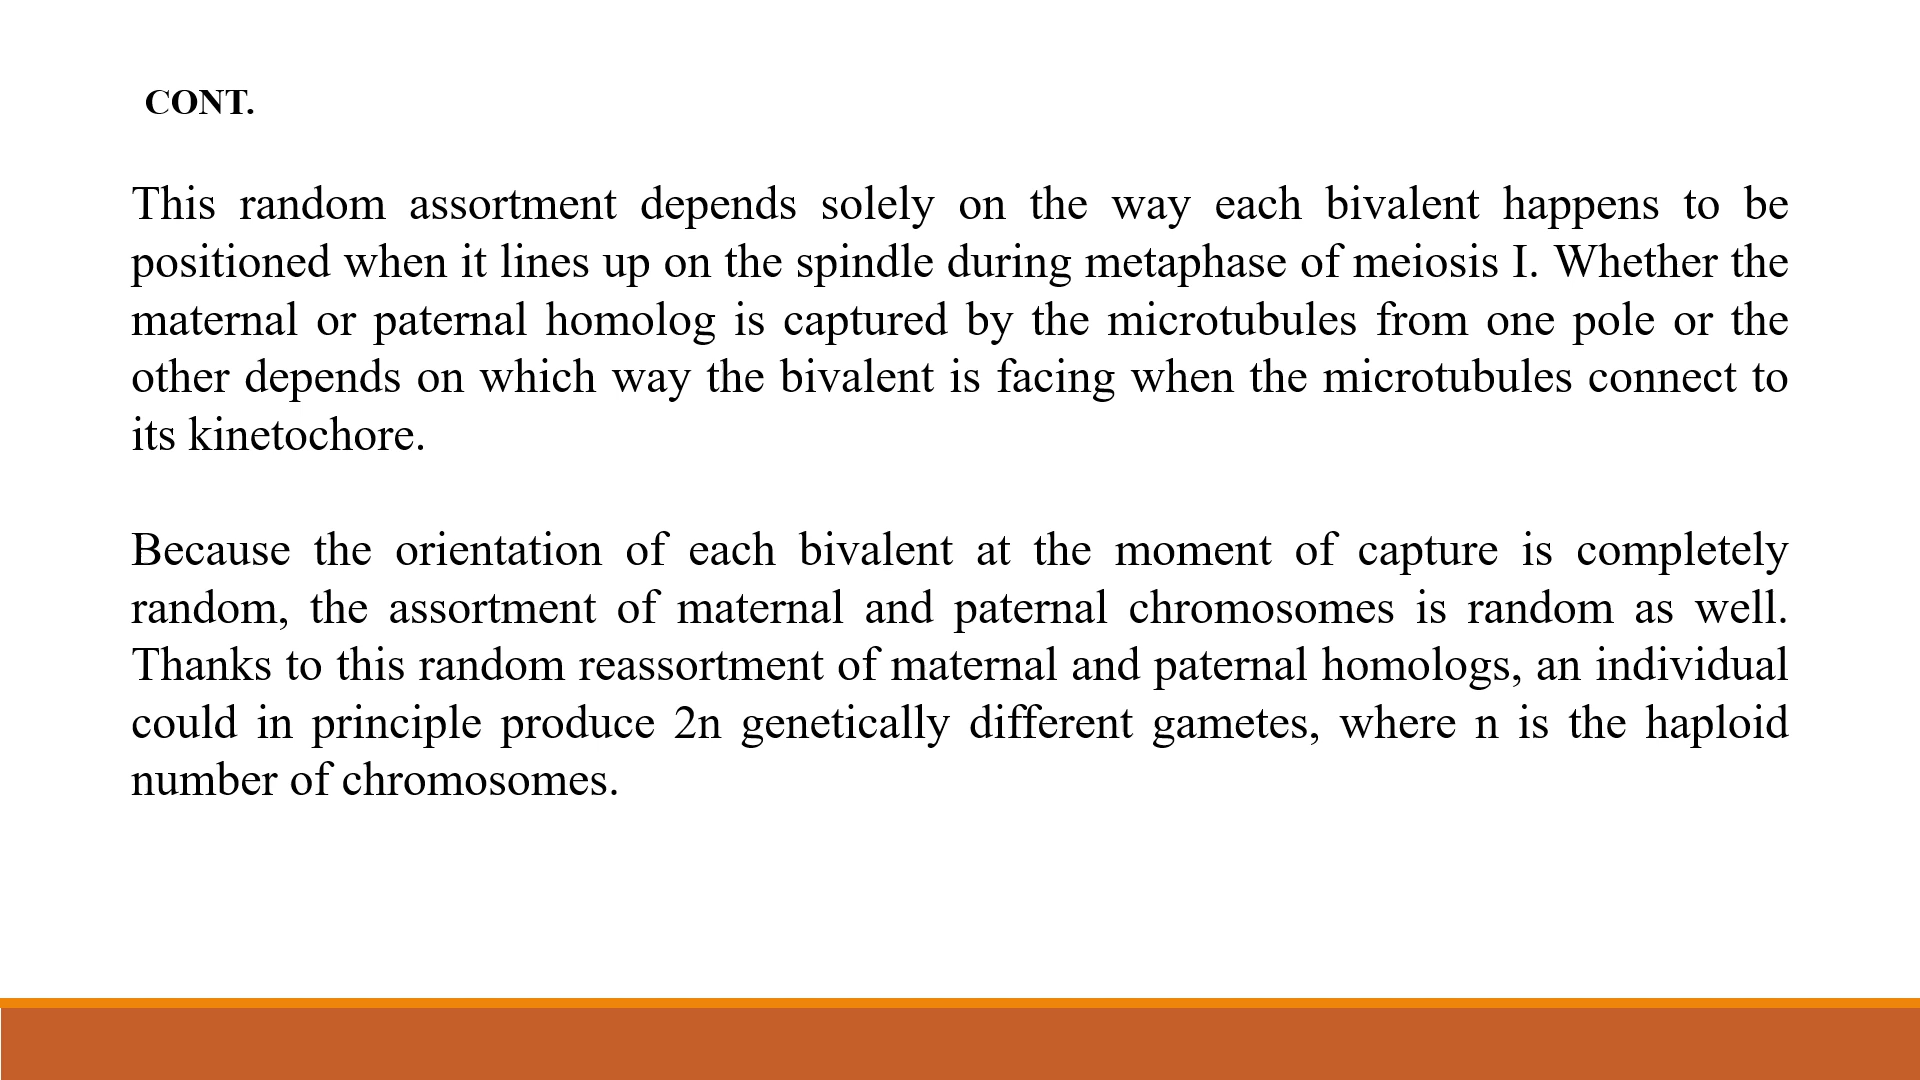 CONT.
This random assortment depends solely on the way each bivalent happens to be
positioned when it lines up on the spindle during metaphase of meiosis I. Whether the
maternal or paternal homolog is captured by the microtubules from one pole or the
other depends on which way the bivalent is facing when the microtubules connect to
its kinetochore.
Because the orientation of each bivalent at the moment of capture is completely
random, the assortment of maternal and paternal chromosomes is random as well.
Thanks to this random reassortment of maternal and paternal homologs, an individual
could in principle produce 2n genetically different gametes, where n is the haploid
number of chromosomes.